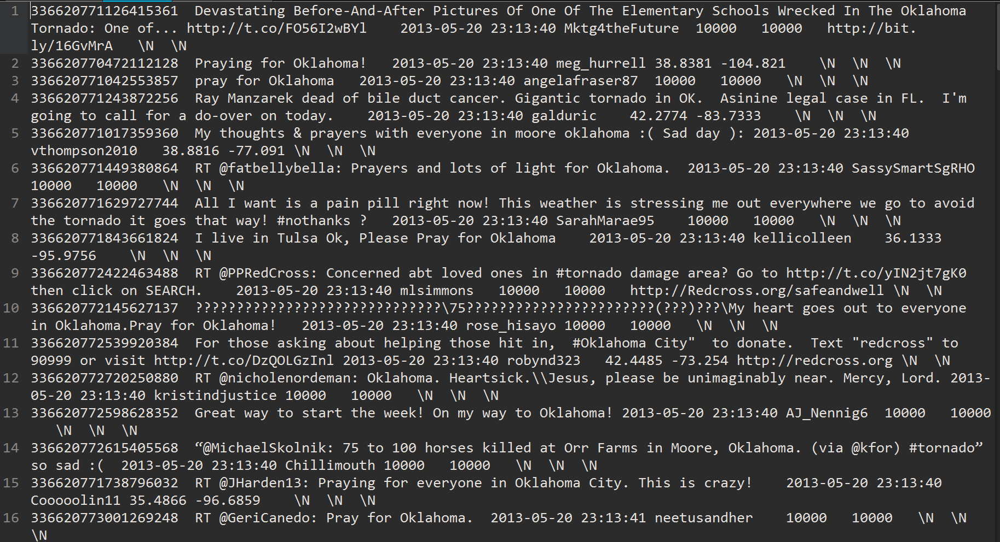 1 336620771126415361 Devastating Before-And-After Pictures Of One Of The Elementary Schools Wrecked In The Oklahoma
Tornado: One of... http://t.co/FO56I2wBYl 2013-05-20 23:13:40 Mktg4theFuture 10000 10000 http://bit.
ly/16GvMrA \N \N
2 336620770472112128 Praying for Oklahoma! 2013-05-20 23:13:40 meg_hurrell 38.8381 -104.821 \N \N \N
3 336620771042553857 pray for Oklahoma 2013-05-20 23:13:40 angelafraser87 10000 10000 \N \N \N
4 336620771243872256 Ray Manzarek dead of bile duct cancer. Gigantic tornado in OK. Asinine legal case in FL. I'm
going to call for a do-over on today. 2013-05-20 23:13:40 galduric 42.2774 -83.7333 \N \N \N
5 336620771017359360 My thoughts & prayers with everyone in moore oklahoma :( Sad day ): 2013-05-20 23:13:40
vthompson2010 38.8816 -77.091 \N \N \N
6 336620771449380864 RT @fatbellybella: Prayers and lots of light for Oklahoma. 2013-05-20 23:13:40 SassySmartSgRHO
10000 10000 \N \N \N
7 336620771629727744 All I want is a pain pill right now! This weather is stressing me out everywhere we go to avoid
the tornado it goes that way! #nothanks ? 2013-05-20 23:13:40 SarahMarae95 10000 10000 \N \N \N
8 336620771843661824 I live in Tulsa Ok, Please Pray for Oklahoma 2013-05-20 23:13:40 kellicolleen 36.1333
-95.9756 \N \N \N
9 336620772422463488 RT @PPRedCross: Concerned abt loved ones in #tornado damage area? Go to http://t.co/yIN2jt7gK0
then click on SEARCH. 2013-05-20 23:13:40 mlsimmons 10000 10000 http://Redcross.org/safeandwell \N \N
10 336620772145627137 ??????????????????????????????\75???????????????????????(???)???\My heart goes out to everyone
in Oklahoma.Pray for Oklahoma! 2013-05-20 23:13:40 rose_hisayo 10000 10000 \N \N \N
11 336620772539920384 For those asking about helping those hit in, #Oklahoma City" to donate. Text "redcross" to
90999 or visit http://t.co/DzQOLGzInl 2013-05-20 23:13:40 robynd323 42.4485 -73.254 http://redcross.org \N \N
12 336620772720250880 RT @nicholenordeman: Oklahoma. Heartsick.\\Jesus, please be unimaginably near. Mercy, Lord. 2013-
05-20 23:13:40 kristindjustice 10000 10000 \N \N \N
13 336620772598628352 Great way to start the week! On my way to Oklahoma! 2013-05-20 23:13:40 AJ_Nennig6 10000 10000
\N \N \N
14 336620772615405568 “@MichaelSkolnik: 75 to 100 horses killed at Orr Farms in Moore, Oklahoma. (via @kfor) #tornado”
so sad :( 2013-05-20 23:13:40 Chillimouth 10000 10000 \N \N \N
15 336620771738796032 RT @JHarden13: Praying for everyone in Oklahoma City. This is crazy! 2013-05-20 23:13:40
Cooooolin11 35.4866 -96.6859 \N \N \N
16 336620773001269248 RT @GeriCanedo: Pray for Oklahoma. 2013-05-20 23:13:41 neetusandher 10000 10000 \N \N
\N